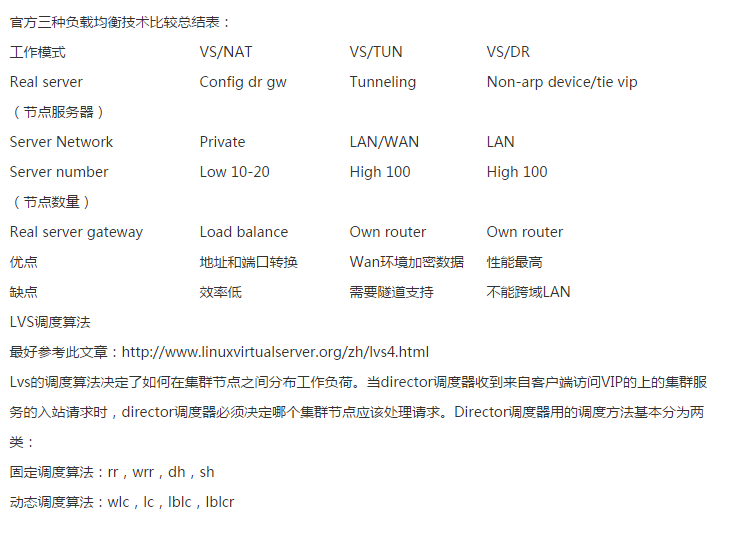 官方三种负载均衡技术比较总结表：
工作模式 VS/NAT VS/TUN VS/DR
Real server Config dr gw Tunneling Non-arp device/tie vip
（节点服务器）
Server Network Private LAN/WAN LAN
Server number Low 10-20 High 100 High 100
（节点数量）
Real server gateway Load balance Own router Own router
优点 地址和端口转换 Wan环境加密数据 性能最高
缺点 效率低 需要隧道支持 不能跨域LAN
LVS调度算法
最好参考此文章：http://www.linuxvirtualserver.org/zh/lvs4.html
Lvs的调度算法决定了如何在集群节点之间分布工作负荷。当director调度器收到来自客户端访问VIP的上的集群服
务的入站请求时，director调度器必须决定哪个集群节点应该处理请求。Director调度器用的调度方法基本分为两
类：
固定调度算法：rr，wrr，dh，sh
动态调度算法：wlc，lc，lblc，lblcr